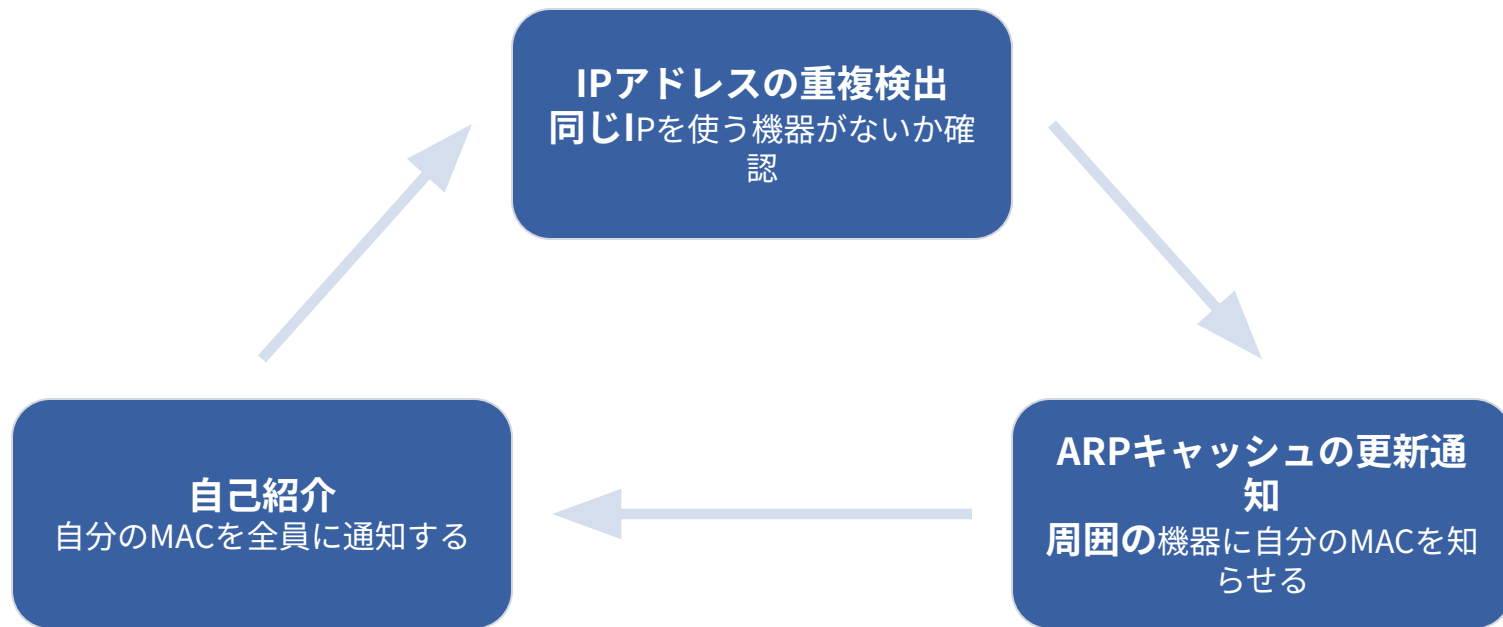 IPアドレスの重複検出
同じIPを使う機器がないか確
認
ARPキャッシュの更新通
知
周囲の機器に自分のMACを知
らせる
自己紹介
自分のMACを全員に通知する